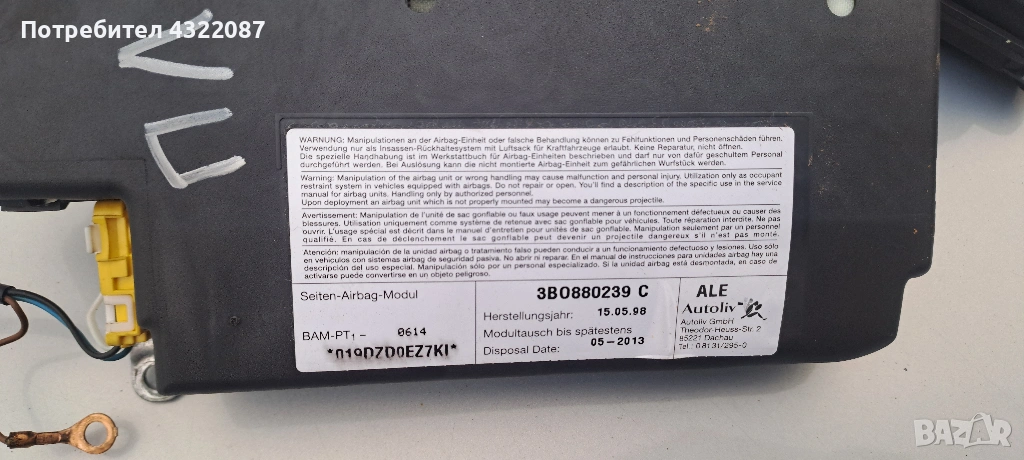 Потребител 4322087
VU
WARNUNG: Manipulationen an der Airbag-Einheit oder falsche Behandlung können zu Fehlfunktionen und Personenschäden führen.
Verwendung nur als Insassen-Rückhaltesystem mit Luftsack für Kraftfahrzeuge erlaubt. Keine Reparatur, nicht öffnen.
Die spezielle Handhabung ist im Werkstattbuch für Airbag-Einheiten beschrieben und darf nur von dafür geschultem Personal
durchgeführt werden. Bei Auslösung kann die nicht montierte Airbag-Einheit zum gefährlichen Wurfstück werden.
Warning: Manipulation of the airbag unit or wrong handling may cause malfunction and personal injury. Utilization only as occupant
restraint system in vehicles equipped with airbags. Do not repair or open. You'll find a description of the specific use in the service
manual for airbag units. Handling only by authorized personnel.
Upon deployment an airbag unit which is not properly mounted may become a dangerous projectile.
Avertissement: Manipulation de l'unité de sac gonflable ou faux usage peuvent mener à un fonctionnement défectueux ou causer des
blessures. Utilisation uniquement comme système de retenue avec sac gonflable pour véhicules. Toute réparation interdite. Ne pas
ouvrir. L'usage spécial est décrit dans le manuel d'entretien pour unités de sac gonflable. Manipulation seulement par un personnel
qualifié. En cas de déclenchement le sac gonflable peut devenir un projectile dangereux s'il n'est pas monté.
Atención: manipulación de la unidad airbag o tratamiento falso pueden conducir a un funcionamiento defectuoso y lesiones. Uso sólo
en vehículos con sistemas airbag de seguridad pasiva. No abrir ni reparar. En el manual de instrucciones para unidades airbag hay una
descripción del uso especial. Manipulación sólo por un personal especializado. Si la unidad airbag está desmontada, en caso de
activarse puede convertirse en un objeto peligroso.
Seiten-Airbag-Modul
BAM-PT1 - 0614
*019DZD0EZ7KI*
3B0880239 C
Herstellungsjahr: 15.05.98
Modultausch bis spätestens
Disposal Date: 05-2013
ALE
Autoliv
Autoliv GmbH
Theodor-Heuss-Str. 2
85221 Dachau
Tel.: 08131/295-0
BAZAR